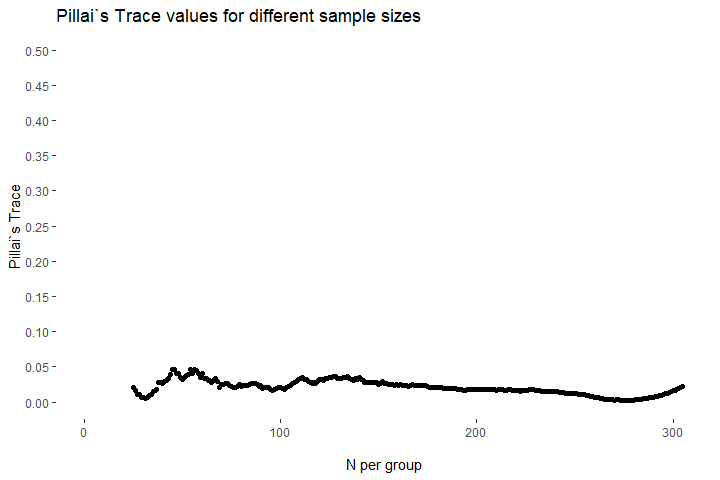 Pillai`s Trace values for different sample sizes
0.50
0.45
0.40
0.35
0.30
0.25
0.20
0.15
0.10
0.05
0.00
Pillai`s Trace
0 100 200 300
N per group